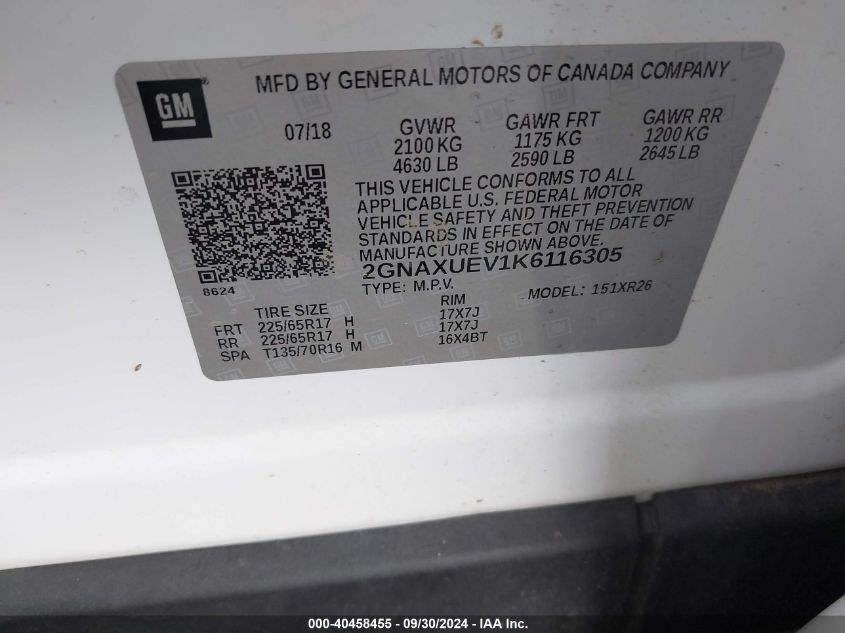 GM ®
MFD BY GENERAL MOTORS OF CANADA COMPANY
07/18
GVWR
2100 KG
4630 LB
GAWR FRT
1175 KG
2590 LB
GAWR RR
1200 KG
2645 LB
THIS VEHICLE CONFORMS TO ALL
APPLICABLE U.S. FEDERAL MOTOR
VEHICLE SAFETY AND THEFT PREVENTION
STANDARDS IN EFFECT ON THE DATE OF
MANUFACTURE SHOWN ABOVE.
2GNAXUEV1K6116305
8624
TYPE: M.P.V. MODEL: 151XR26
TIRE SIZE RIM
FRT 225/65R17 H 17X7J
RR 225/65R17 H 17X7J
SPA T135/70R16 M 16X4BT
000-40458455 - 09/30/2024 - IAA Inc.